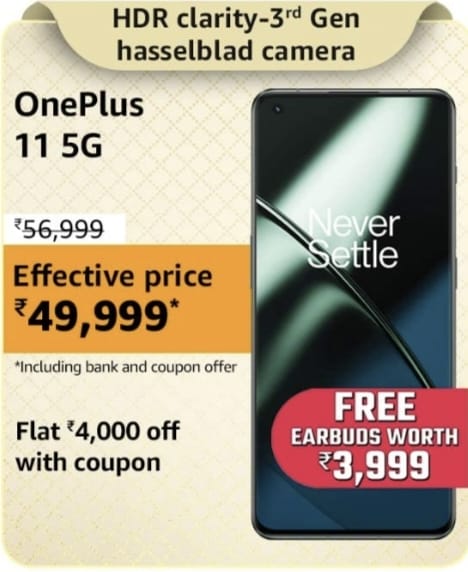 HDR clarity-3rd Gen
hasselblad camera
OnePlus
11 5G
₹56,999
Effective price
₹49,999*
*Including bank and coupon offer
Flat ₹4,000 off
with coupon
Never
Settle
FREE
EARBUDS WORTH
₹3,999